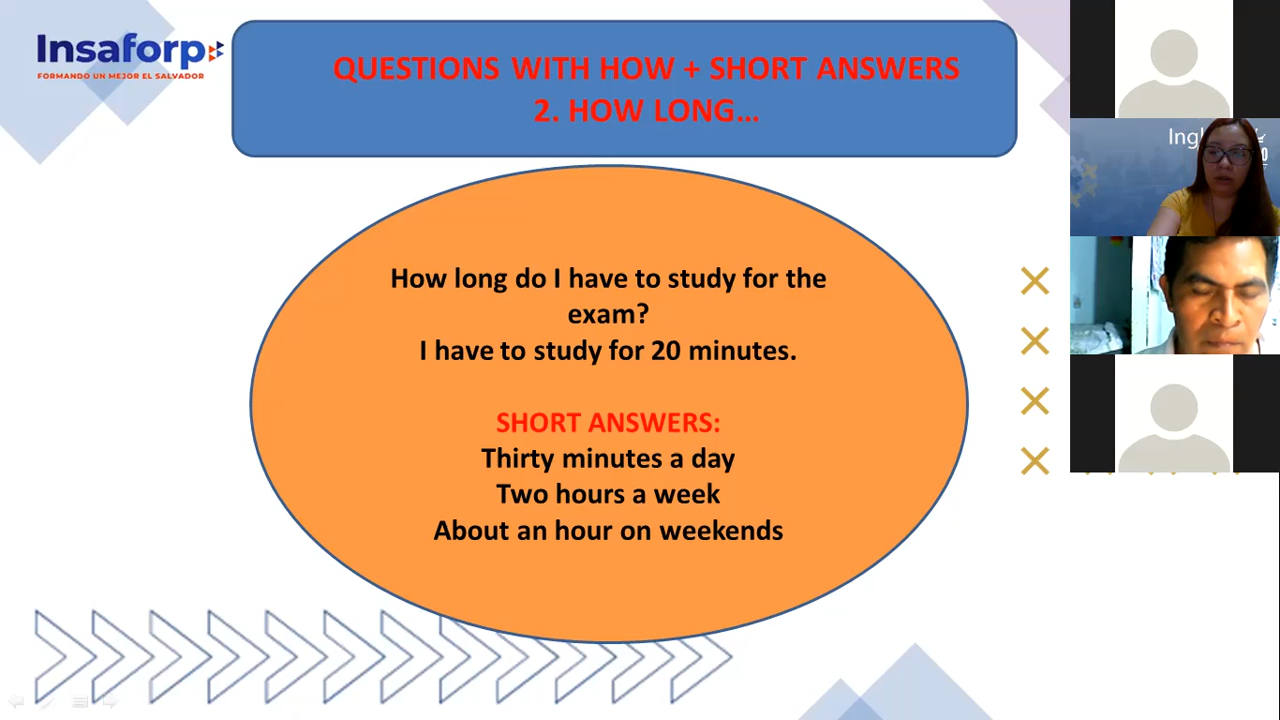 Insaforp
FORMANDO UN MEJOR EL SALVADOR
QUESTIONS WITH HOW + SHORT ANSWERS
2. HOW LONG...
How long do I have to study for the
exam?
I have to study for 20 minutes.
SHORT ANSWERS:
Thirty minutes a day
Two hours a week
About an hour on weekends